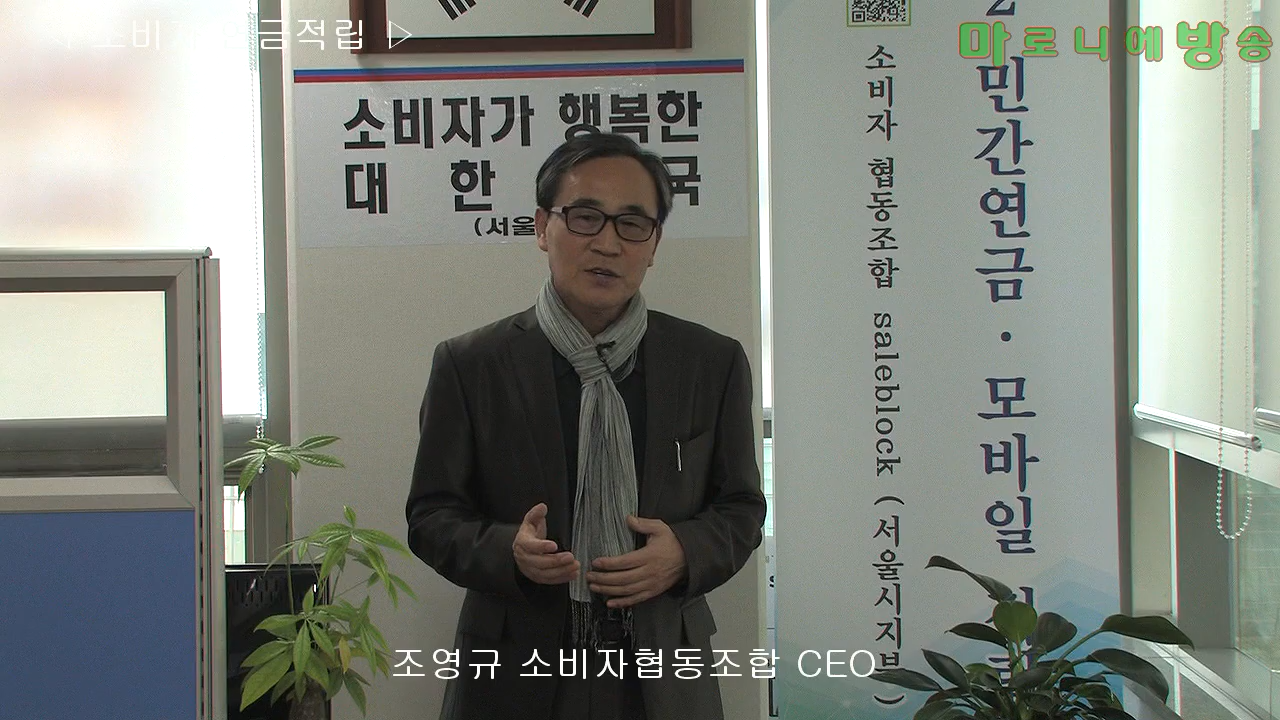 소비자 금적립 ▷
마로니에방송
소비자가 행복한
대 한 국
(서울
소비자 협동조합 saleblock (서울시지부)
민간연금·모바일
조영규 소비자협동조합 CEO